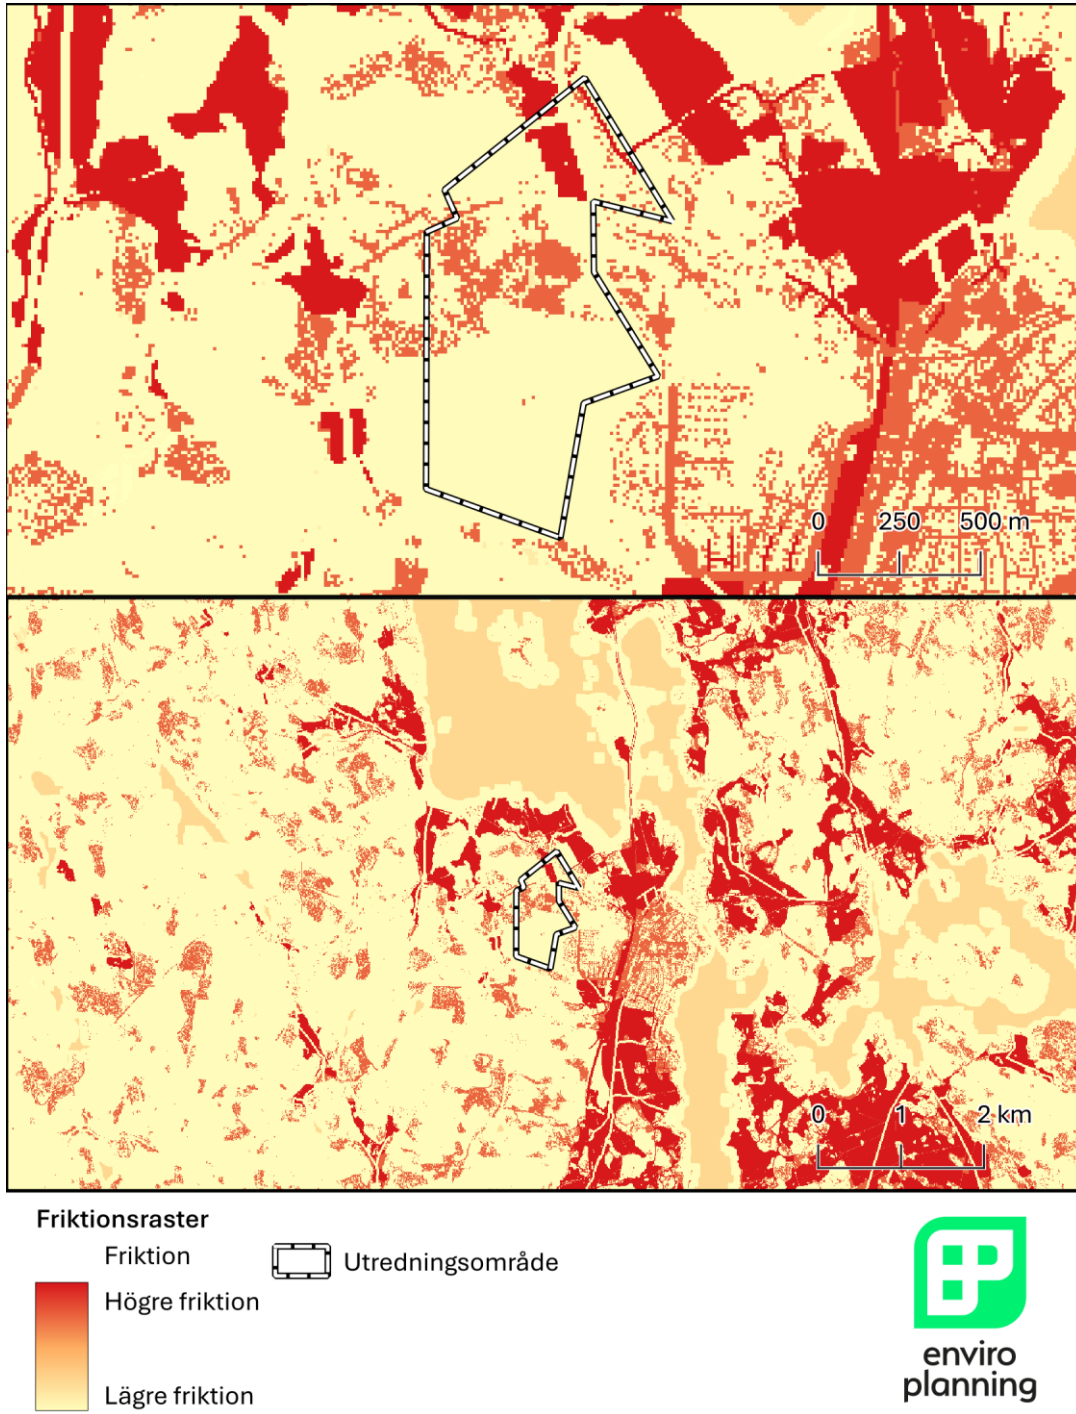 0 250 500 m
0 1 2 km
Friktionsraster
Friktion
Högre friktion
Lägre friktion
Utredningsområde
enviro
planning